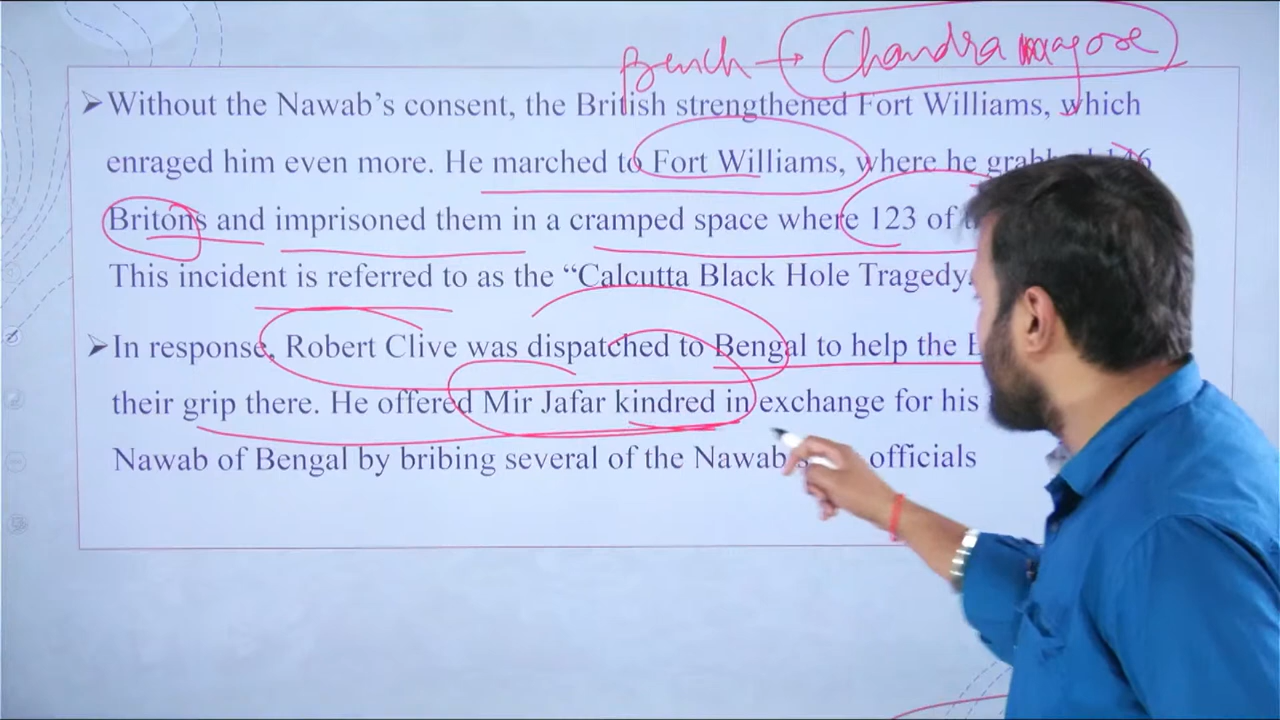 French → Chandranagore
➤Without the Nawab's consent, the British strengthened Fort Williams, which
enraged him even more. He marched to Fort Williams, where he 146
Britons and imprisoned them in a cramped space where 123 of
This incident is referred to as the “Calcutta Black Hole Tragedy
➤In response, Robert Clive was dispatched to Bengal to help the
their grip there. He offered Mir Jafar kindred in exchange for his
Nawab of Bengal by bribing several of the Nawab's officials